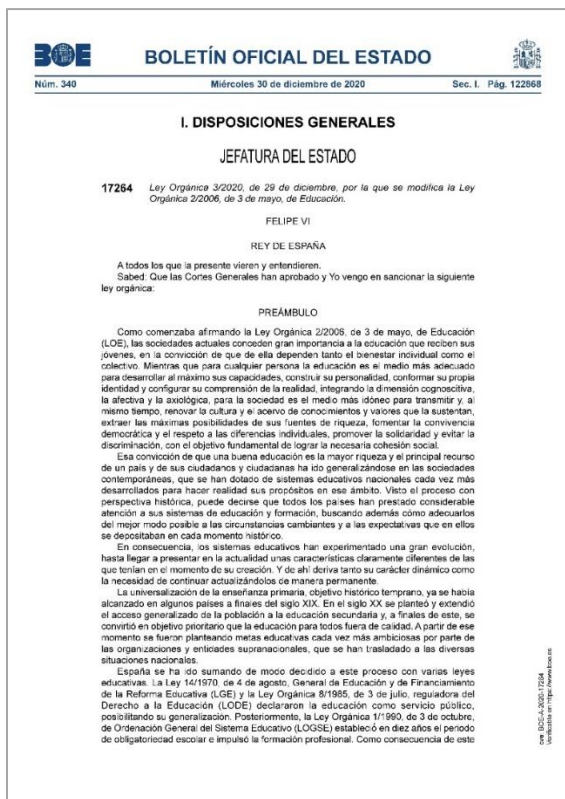 BOE
BOLETÍN OFICIAL DEL ESTADO
Núm. 340
Miércoles 30 de diciembre de 2020
Sec. I. Pág. 122868
I. DISPOSICIONES GENERALES
JEFATURA DEL ESTADO
17264 Ley Orgánica 3/2020, de 29 de diciembre, por la que se modifica la Ley
Orgánica 2/2006, de 3 de mayo, de Educación.
FELIPE VI
REY DE ESPAÑA
A todos los que la presente vieren y entendieren.
Sabed: Que las Cortes Generales han aprobado y Yo vengo en sancionar la siguiente
ley orgánica:
PREÁMBULO
Como comenzaba afirmando la Ley Orgánica 2/2006, de 3 de mayo, de Educación
(LOE), las sociedades actuales conceden gran importancia a la educación que reciben sus
jóvenes, en la convicción de que de ella dependen tanto el bienestar individual como el
colectivo. Mientras que para cualquier persona la educación es el medio más adecuado
para desarrollar al máximo sus capacidades, construir su personalidad, conformar su propia
identidad y configurar su comprensión de la realidad, integrando la dimensión cognoscitiva,
la afectiva y la axiológica, para la sociedad es el medio más idóneo para transmitir y, al
mismo tiempo, renovar la cultura y el acervo de conocimientos y valores que la sustentan,
extraer las máximas posibilidades de sus fuentes de riqueza, fomentar la convivencia
democrática y el respeto a las diferencias individuales, promover la solidaridad y evitar la
discriminación, con el objetivo fundamental de lograr la necesaria cohesión social.
Esa convicción de que una buena educación es la mayor riqueza y el principal recurso
de un país y de sus ciudadanos y ciudadanas ha ido generalizándose en las sociedades
contemporáneas, que se han dotado de sistemas educativos nacionales cada vez más
desarrollados para hacer realidad sus propósitos en ese ámbito. Visto el proceso con
perspectiva histórica, puede decirse que todos los países han prestado considerable
atención a sus sistemas de educación y formación, buscando además cómo adecuarlos
del mejor modo posible a las circunstancias cambiantes y a las expectativas que en ellos
se depositaban en cada momento histórico.
En consecuencia, los sistemas educativos han experimentado una gran evolución,
hasta llegar a presentar en la actualidad unas características claramente diferentes de las
que tenían en el momento de su creación. Y de ahí deriva tanto su carácter dinámico como
la necesidad de continuar actualizándolos de manera permanente.
La universalización de la enseñanza primaria, objetivo histórico temprano, ya se había
alcanzado en algunos países a finales del siglo XIX. En el siglo XX se planteó y extendió
el acceso generalizado de la población a la educación secundaria y, a finales de este, se
convirtió en objetivo prioritario que la educación para todos fuera de calidad. A partir de ese
momento se fueron planteando metas educativas cada vez más ambiciosas por parte de
las organizaciones y entidades supranacionales, que se han trasladado a las diversas
situaciones nacionales.
España se ha ido sumando de modo decidido a este proceso con varias leyes
educativas. La Ley 14/1970, de 4 de agosto, General de Educación y de Financiamiento
de la Reforma Educativa (LGE) y la Ley Orgánica 8/1985, de 3 de julio, reguladora del
Derecho a la Educación (LODE) declararon la educación como servicio público,
posibilitando su generalización. Posteriormente, la Ley Orgánica 1/1990, de 3 de octubre,
de Ordenación General del Sistema Educativo (LOGSE) estableció en diez años el periodo
de obligatoriedad escolar e impulsó la formación profesional. Como consecuencia de este
cve: BOE-A-2020-17264
Verificable en https://www.boe.es